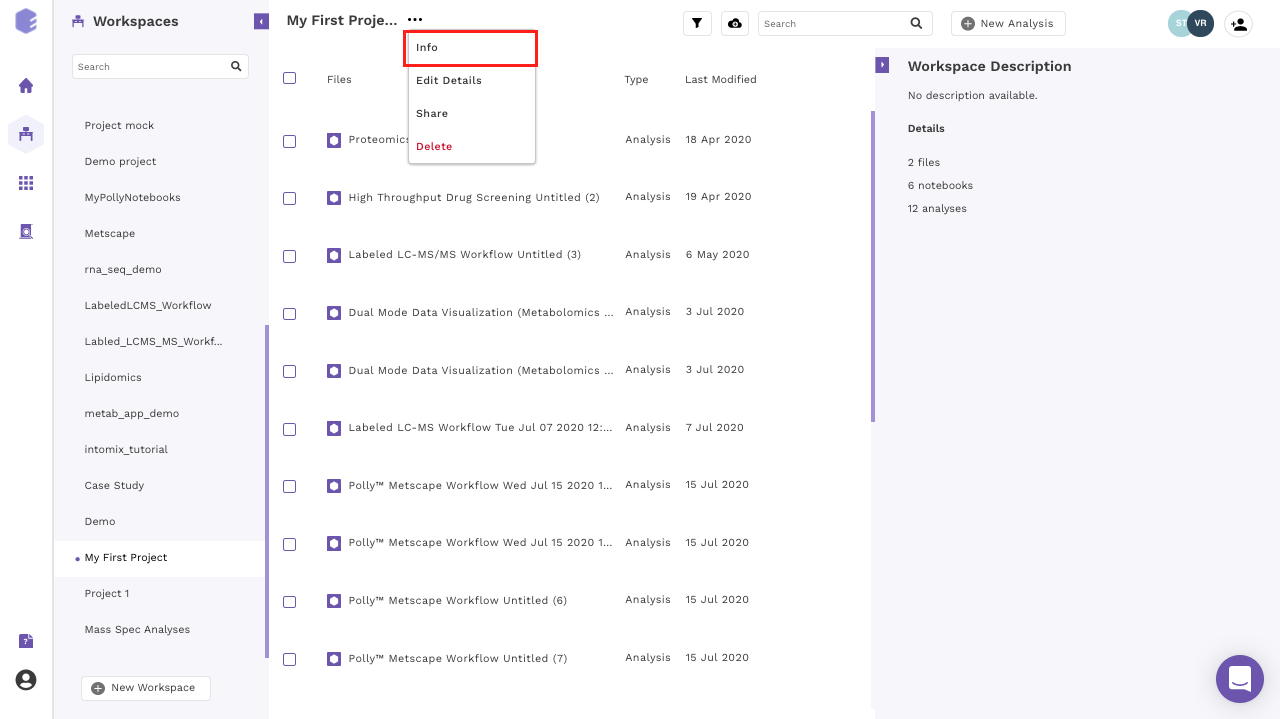 Workspaces
Search
Project mock
Demo project
MyPollyNotebooks
Metscape
rna_seq_demo
LabeledLCMS_Workflow
Labled_LCMS_MS_Workf...
Lipidomics
metab_app_demo
intomix_tutorial
Case Study
Demo
My First Project
Project 1
Mass Spec Analyses
New Workspace
My First Proje...
Info
Edit Details
Share
Delete
Search
New Analysis
ST VR
Files Type Last Modified
Proteomics Analysis 18 Apr 2020
High Throughput Drug Screening Untitled (2) Analysis 19 Apr 2020
Labeled LC-MS/MS Workflow Untitled (3) Analysis 6 May 2020
Dual Mode Data Visualization (Metabolomics ... Analysis 3 Jul 2020
Dual Mode Data Visualization (Metabolomics ... Analysis 3 Jul 2020
Labeled LC-MS Workflow Tue Jul 07 2020 12:... Analysis 7 Jul 2020
Polly™ Metscape Workflow Wed Jul 15 2020 1... Analysis 15 Jul 2020
Polly™ Metscape Workflow Wed Jul 15 2020 1... Analysis 15 Jul 2020
Polly™ Metscape Workflow Untitled (6) Analysis 15 Jul 2020
Polly™ Metscape Workflow Untitled (7) Analysis 15 Jul 2020
Workspace Description
No description available.
Details
2 files
6 notebooks
12 analyses